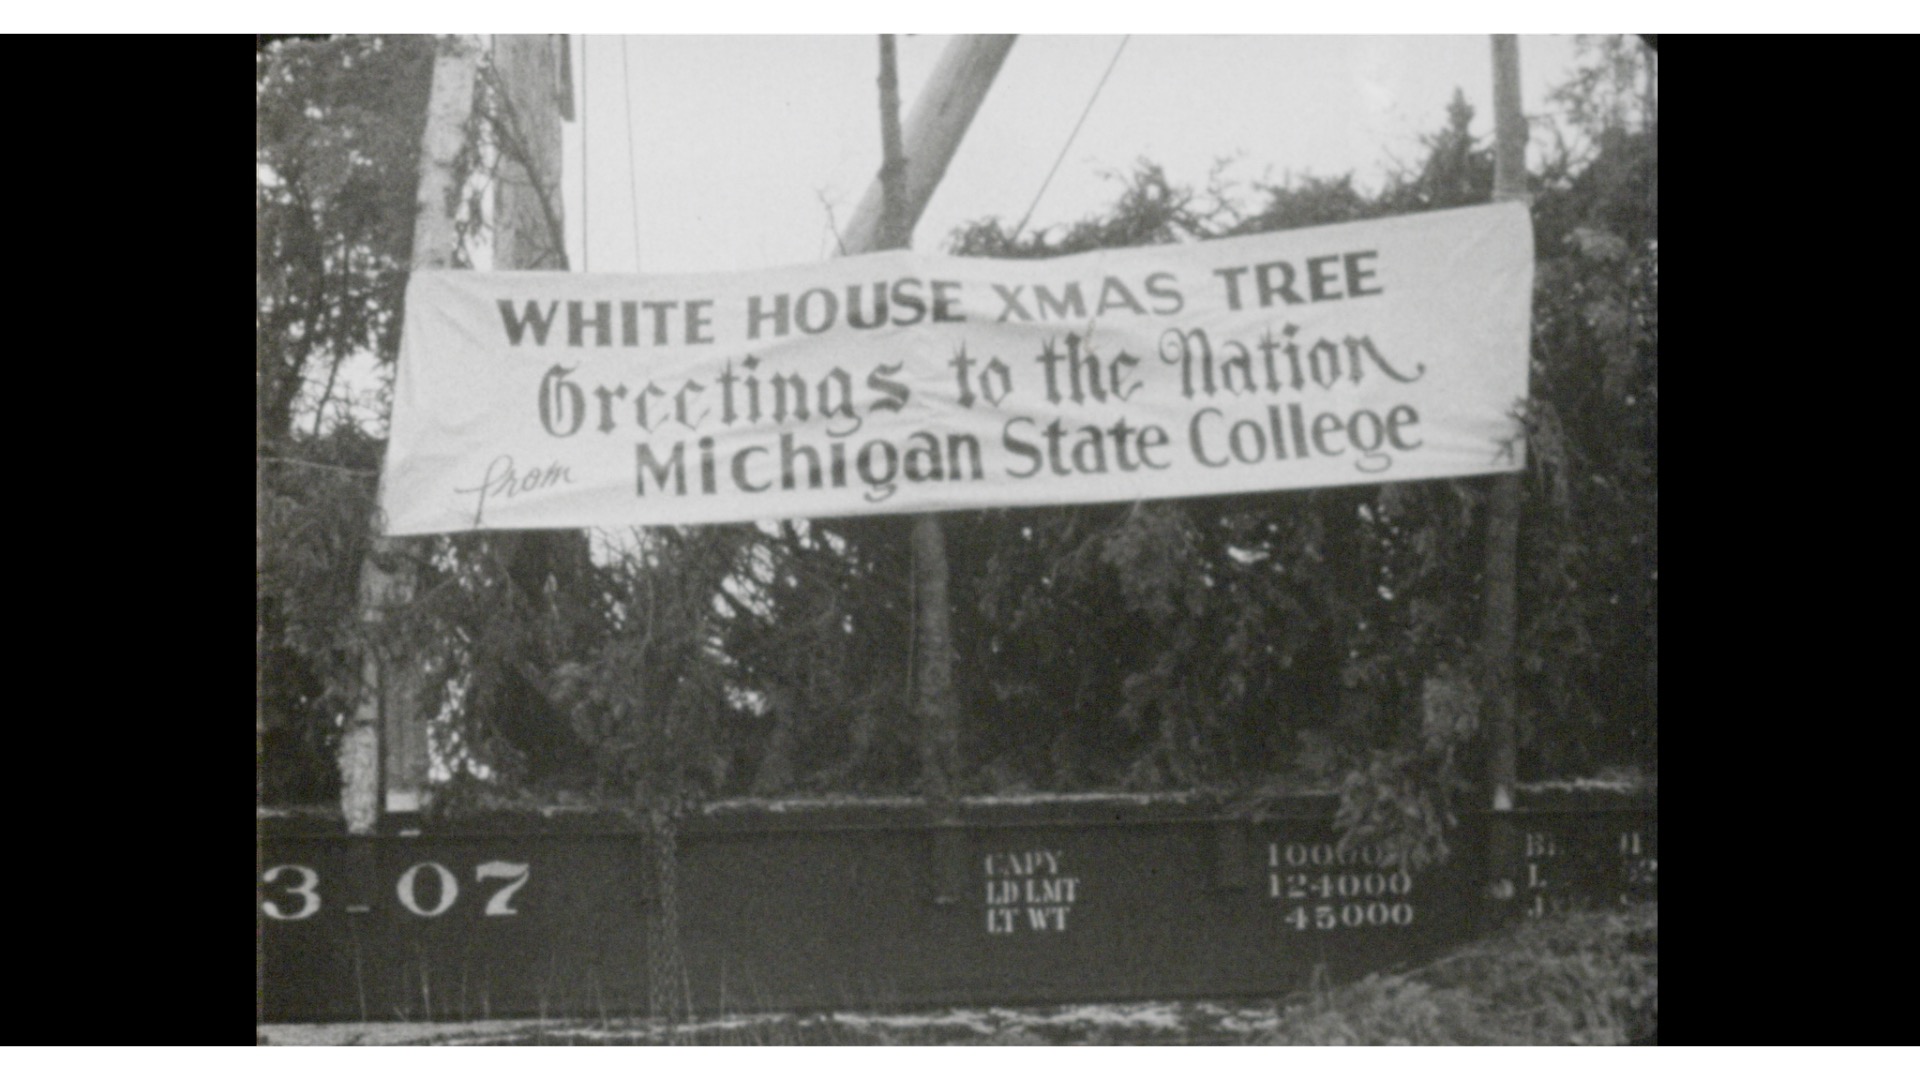 WHITE HOUSE XMAS TREE
Greetings to the Nation
from Michigan State College
3 07
CAPY
LD LMT 124000
LT WT 45000